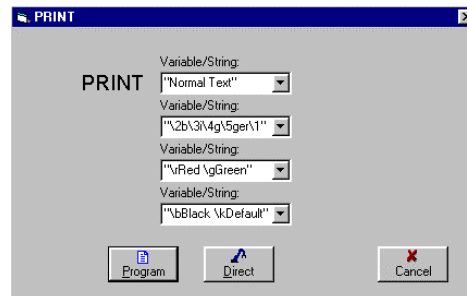 PRINT
Variable/String:
PRINT "Normal Text"
Variable/String:
"\2b\3i\4g\5ger\1"
Variable/String:
"\rRed \gGreen"
Variable/String:
"\bBlack \kDefault"
Program Direct Cancel